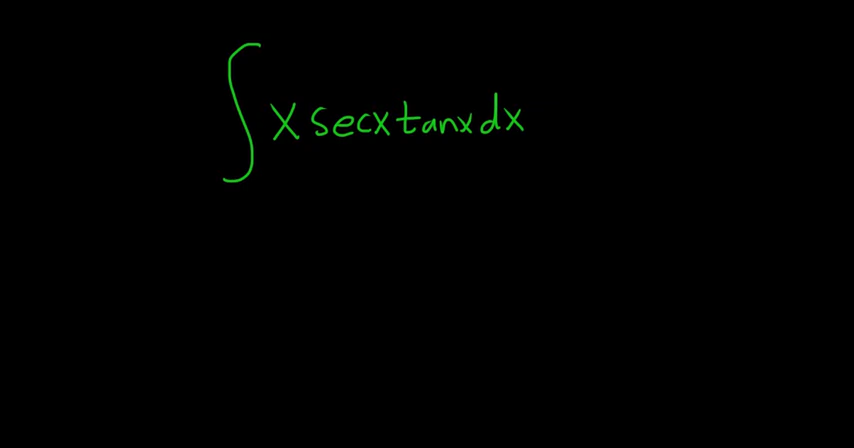 ∫ x secx tanx dx